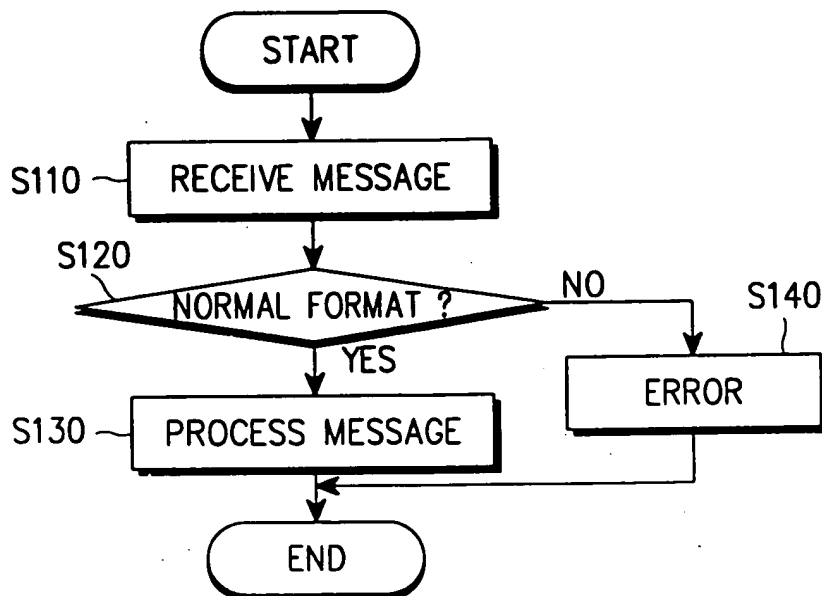 START
S110
RECEIVE MESSAGE
S120
NORMAL FORMAT ?
NO
S140
YES
ERROR
S130
PROCESS MESSAGE
END